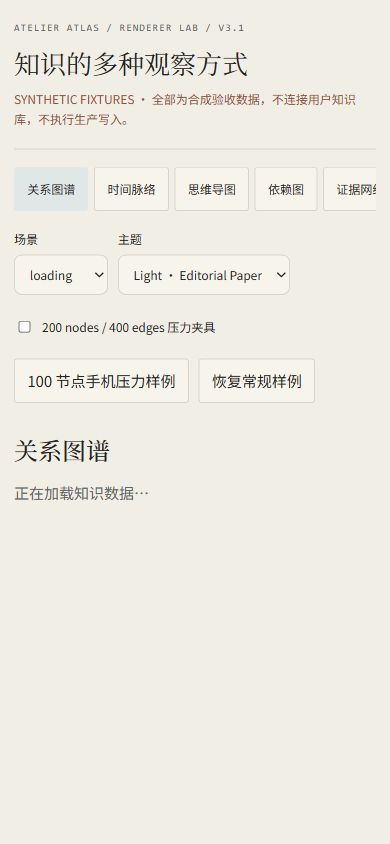 ATELIER ATLAS / RENDERER LAB / V3.1
知识的多种观察方式
SYNTHETIC FIXTURES · 全部为合成验收数据，不连接用户知识
库，不执行生产写入。
关系图谱 时间脉络 思维导图 依赖图 证据网
场景 主题
loading Light · Editorial Paper
200 nodes / 400 edges 压力夹具
100 节点手机压力样例 恢复常规样例
关系图谱
正在加载知识数据…